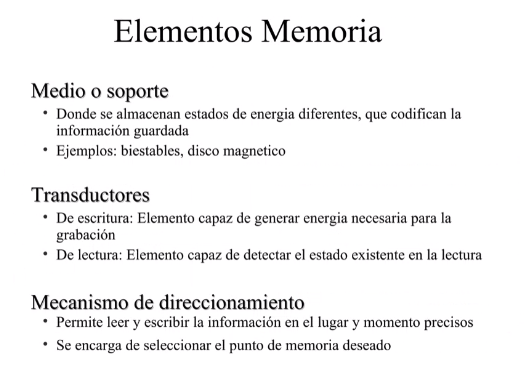 Elementos Memoria
Medio o soporte
• Donde se almacenan estados de energia diferentes, que codifican la
información guardada
• Ejemplos: biestables, disco magnetico
Transductores
• De escritura: Elemento capaz de generar energia necesaria para la
grabación
• De lectura: Elemento capaz de detectar el estado existente en la lectura
Mecanismo de direccionamiento
• Permite leer y escribir la información en el lugar y momento precisos
• Se encarga de seleccionar el punto de memoria deseado